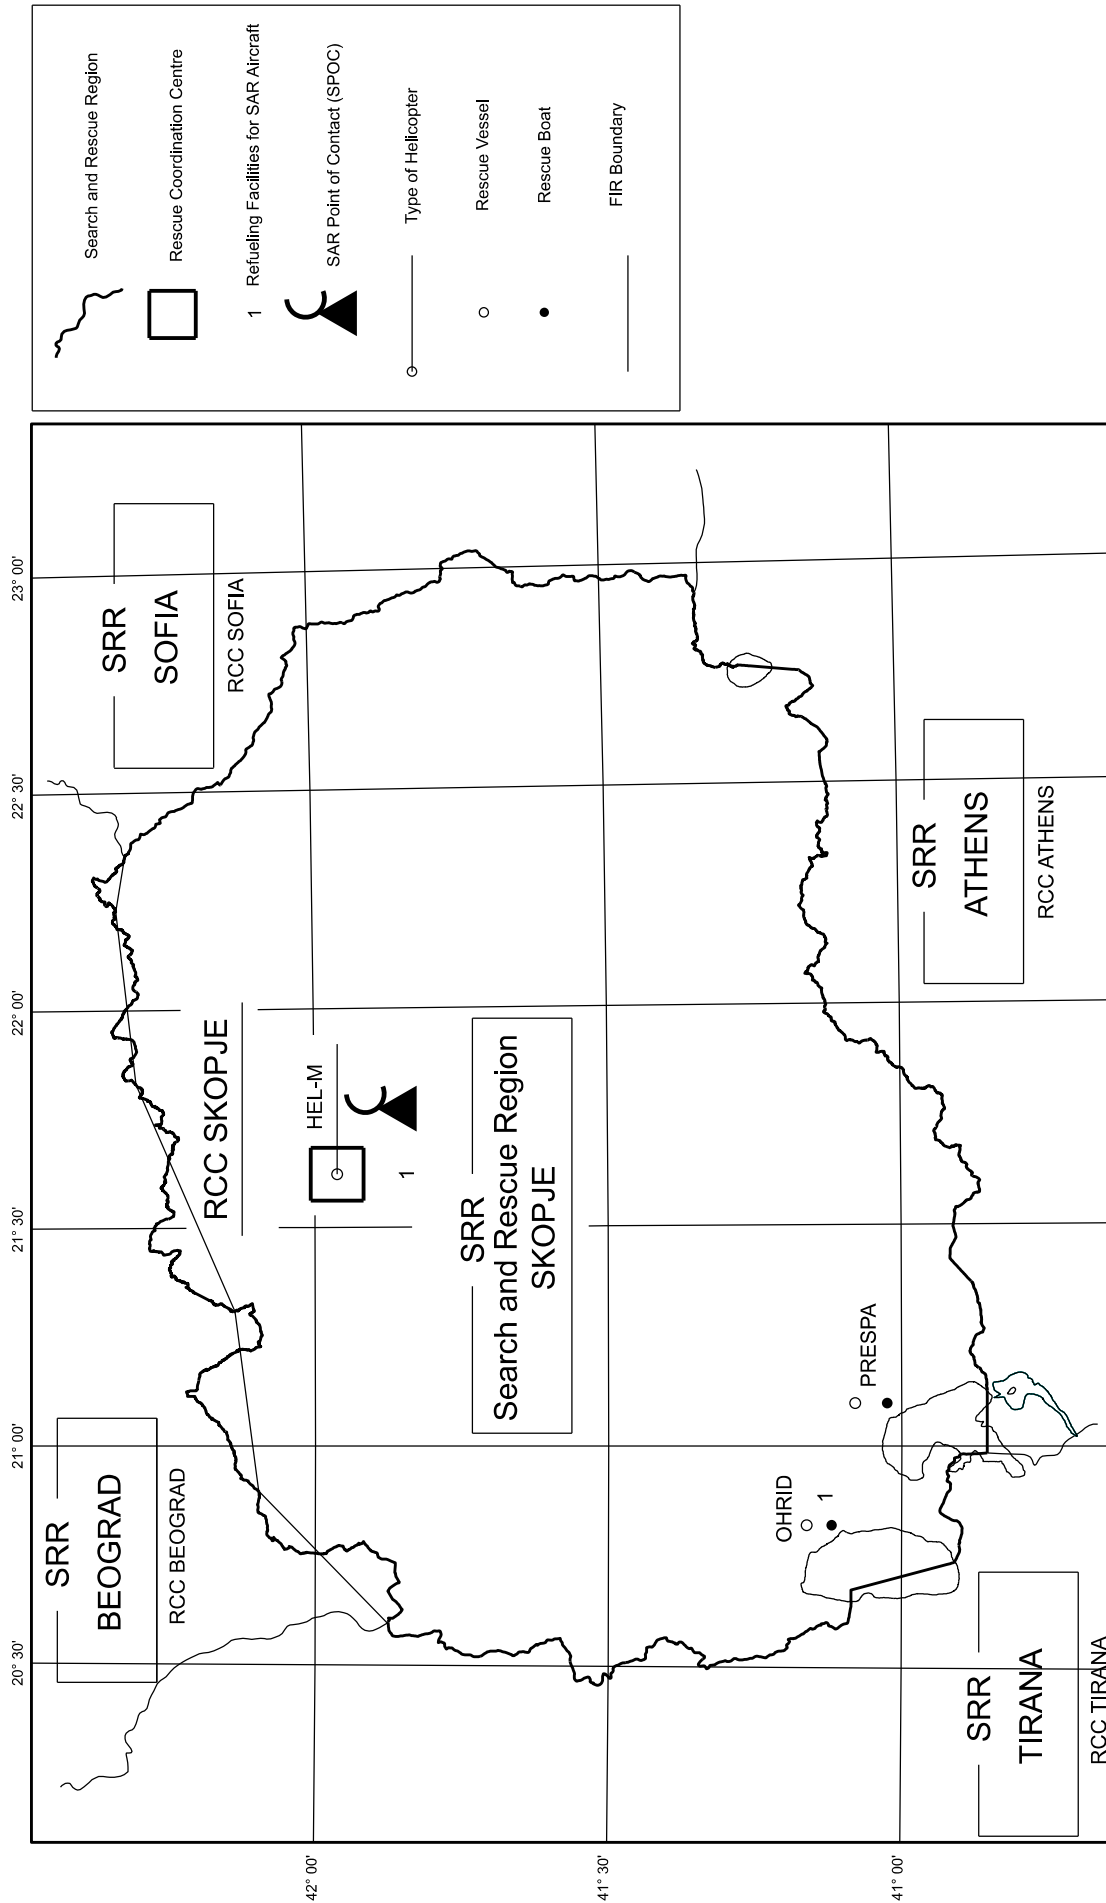 Search and Rescue Region
Rescue Coordination Centre
1 Refueling Facilities for SAR Aircraft
SAR Point of Contact (SPOC)
Type of Helicopter
Rescue Vessel
Rescue Boat
FIR Boundary
20° 30'
21° 00'
21° 30'
22° 00'
22° 30'
23° 00'
42° 00'
41° 30'
41° 00'
SRR
BEOGRAD
RCC BEOGRAD
SRR
SOFIA
RCC SOFIA
RCC SKOPJE
HEL-M
1
SRR
Search and Rescue Region
SKOPJE
OHRID
1
PRESPA
SRR
ATHENS
RCC ATHENS
SRR
TIRANA
RCC TIRANA